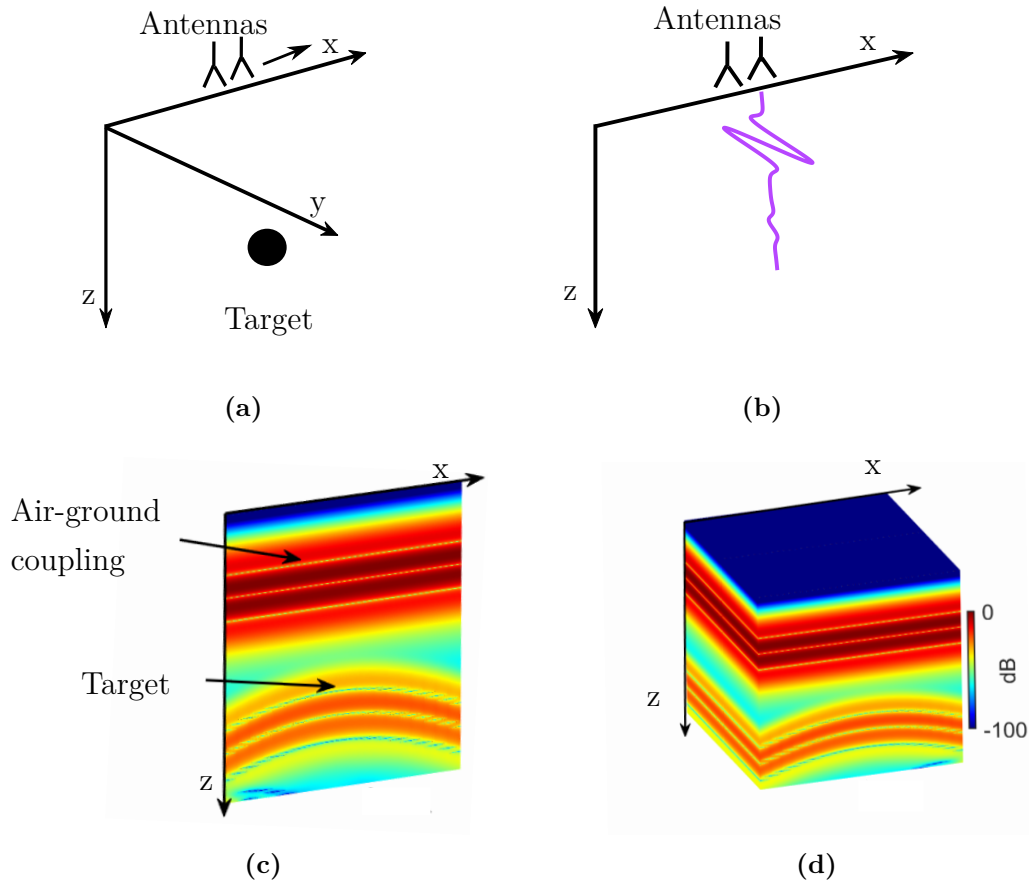 Antennas
x
y
z
Target
(a)
Antennas
x
z
(b)
x
Air-ground
coupling
Target
z
(c)
x
z
0
dB
-100
(d)